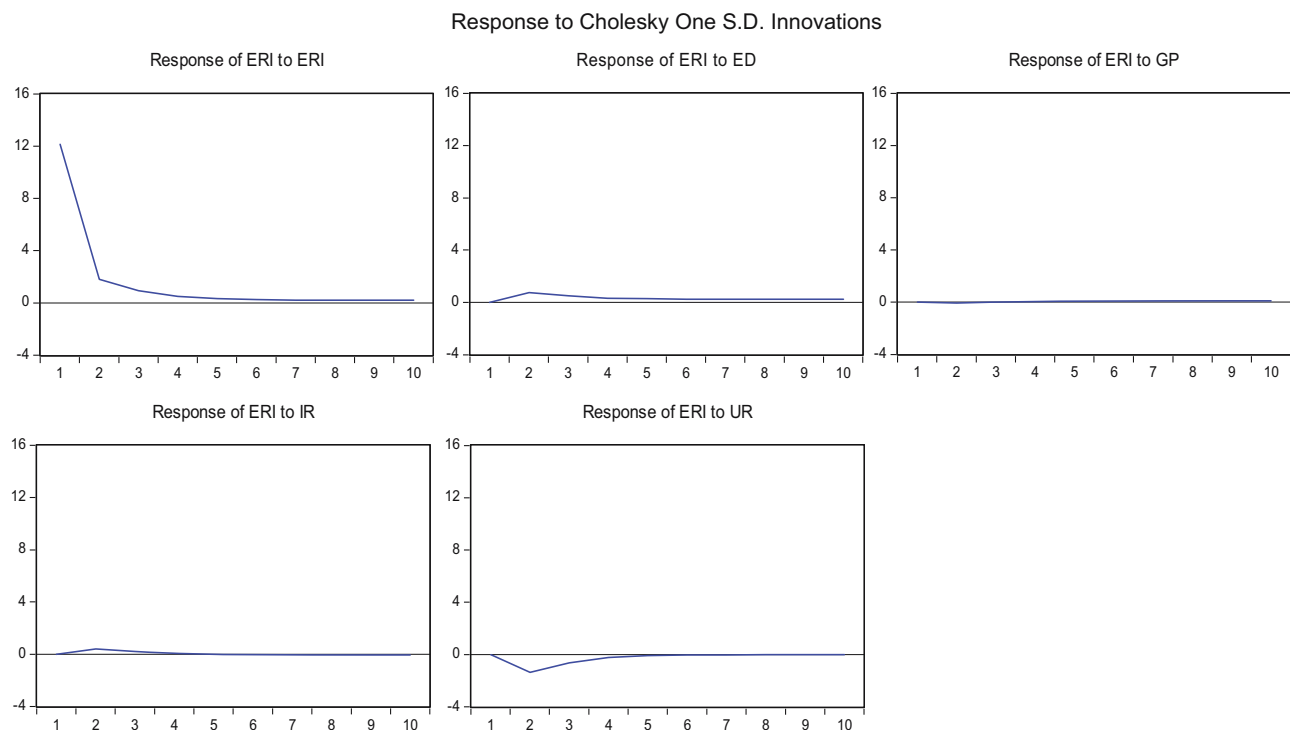 Response to Cholesky One S.D. Innovations
Response of ERI to ERI
16
12
8
4
0
-4
1 2 3 4 5 6 7 8 9 10
Response of ERI to ED
16
12
8
4
0
-4
1 2 3 4 5 6 7 8 9 10
Response of ERI to GP
16
12
8
4
0
-4
1 2 3 4 5 6 7 8 9 10
Response of ERI to IR
16
12
8
4
0
-4
1 2 3 4 5 6 7 8 9 10
Response of ERI to UR
16
12
8
4
0
-4
1 2 3 4 5 6 7 8 9 10